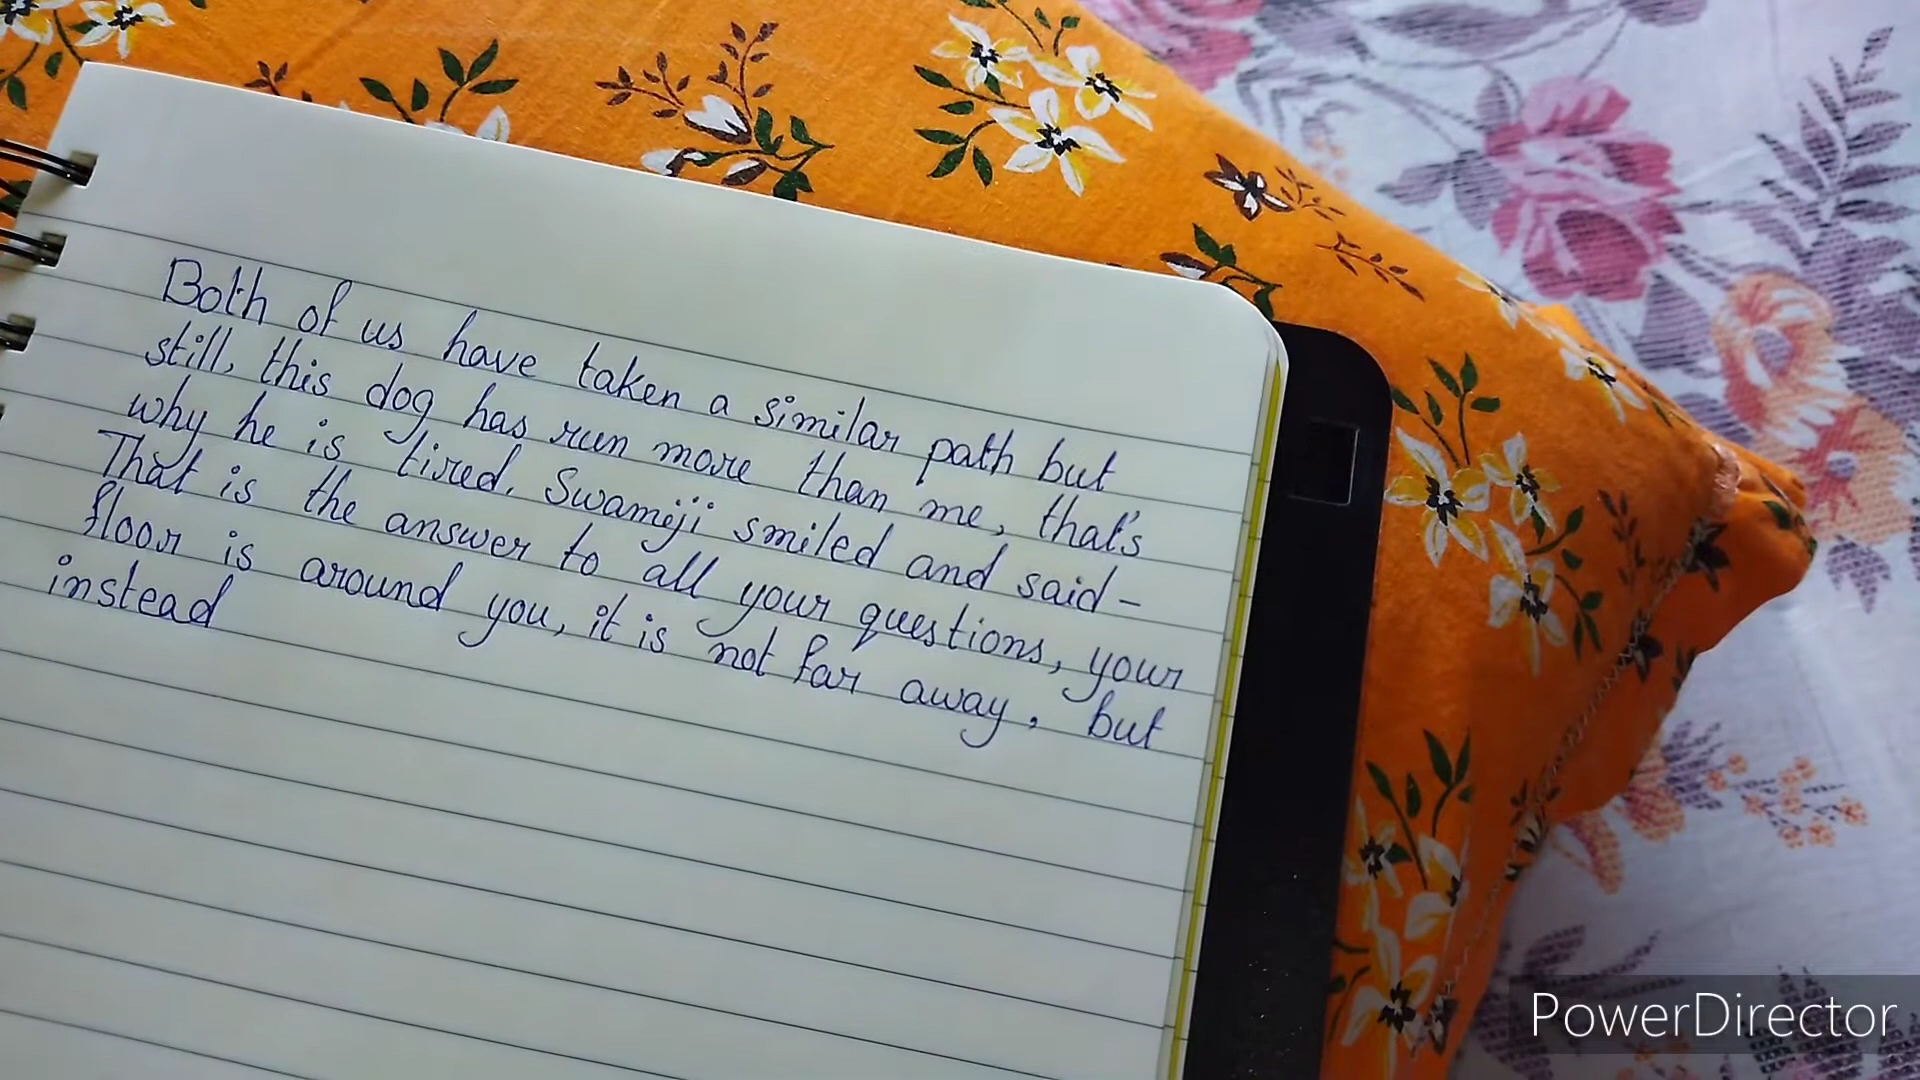 Both of us have taken a similar path but
still, this dog has run more than me, that's
why he is tired. Swamiji smiled and said-
That is the answer to all your questions, your
floor is around you, it is not far away, but
instead
PowerDirector